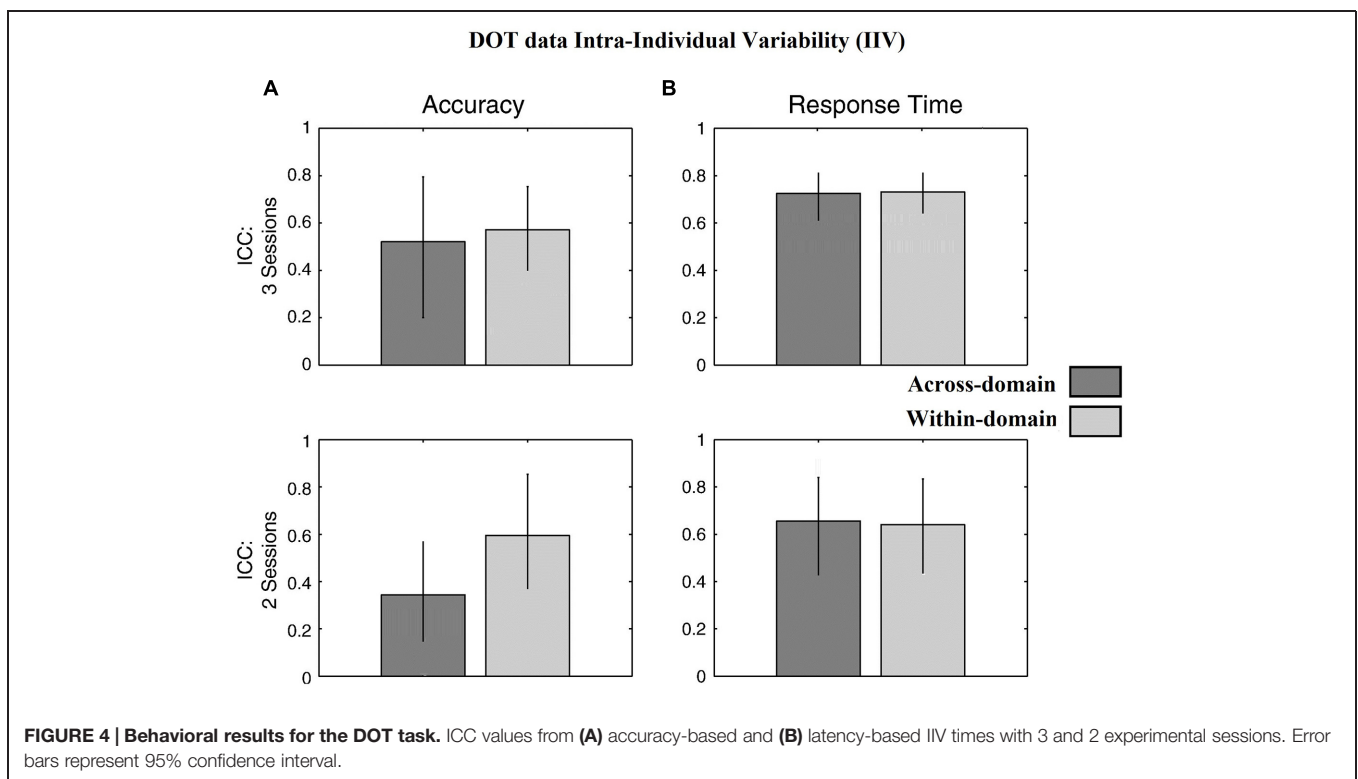 DOT data Intra-Individual Variability (IIV)
A
Accuracy
ICC:
3 Sessions
1
0.8
0.6
0.4
0.2
0
B
Response Time
1
0.8
0.6
0.4
0.2
0
Across-domain
Within-domain
ICC:
2 Sessions
1
0.8
0.6
0.4
0.2
0
1
0.8
0.6
0.4
0.2
0
FIGURE 4 | Behavioral results for the DOT task. ICC values from (A) accuracy-based and (B) latency-based IIV times with 3 and 2 experimental sessions. Error
bars represent 95% confidence interval.